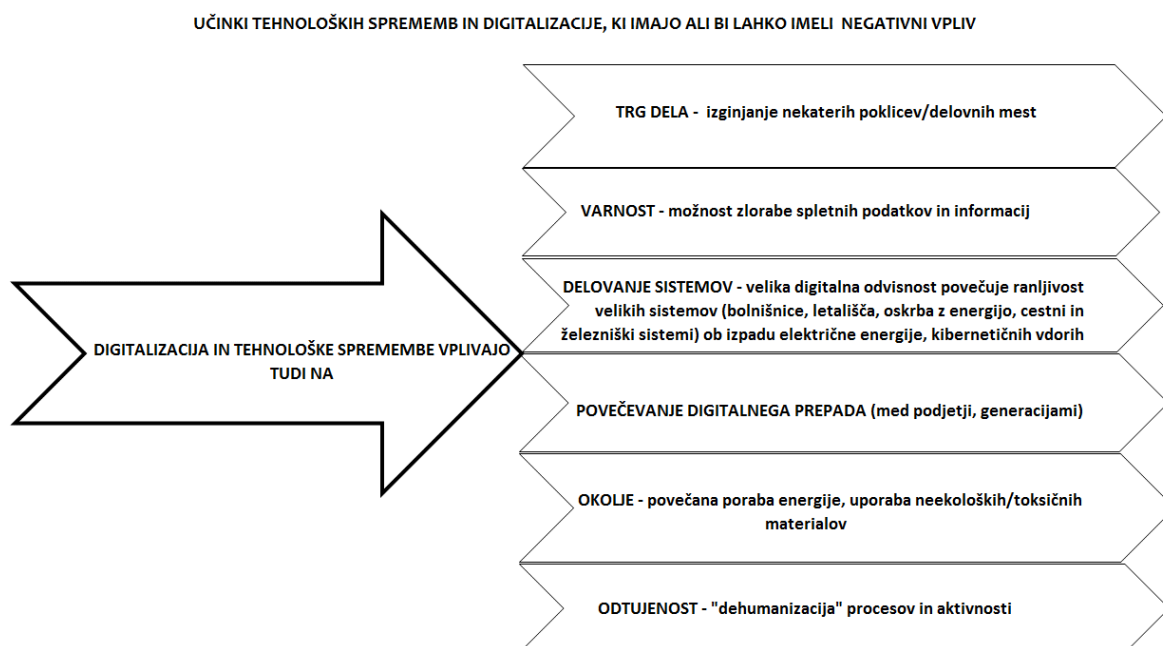 UČINKI TEHNOLOŠKIH SPREMEMB IN DIGITALIZACIJE, KI IMAJO ALI BI LAHKO IMELI NEGATIVNI VPLIV
DIGITALIZACIJA IN TEHNOLOŠKE SPREMEMBE VPLIVAJO
TUDI NA
TRG DELA - izginjanje nekaterih poklicev/delovnih mest
VARNOST - možnost zlorabe spletnih podatkov in informacij
DELOVANJE SISTEMOV - velika digitalna odvisnost povečuje ranljivost
velikih sistemov (bolnišnice, letališča, oskrba z energijo, cestni in
železniški sistemi) ob izpadu električne energije, kibernetičnih vdorih
POVEČEVANJE DIGITALNEGA PREPADA (med podjetji, generacijami)
OKOLJE - povečana poraba energije, uporaba neekoloških/toksičnih
materialov
ODTUJENOST - "dehumanizacija" procesov in aktivnosti